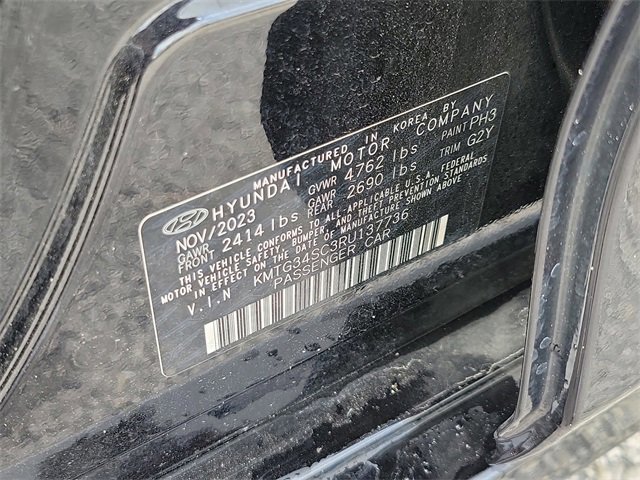 MANUFACTURED IN KOREA BY
HYUNDAI MOTOR COMPANY
NOV/2023 GVWR 4762 lbs PAINT PH3
GAWR FRONT 2414 lbs GAWR REAR 2690 lbs TRIM G2Y
THIS VEHICLE CONFORMS TO ALL APPLICABLE U.S.A. FEDERAL
MOTOR VEHICLE SAFETY, BUMPER, AND THEFT PREVENTION STANDARDS
IN EFFECT ON THE DATE OF MANUFACTURE SHOWN ABOVE
V.I.N KMTG34SC3RU137736
PASSENGER CAR